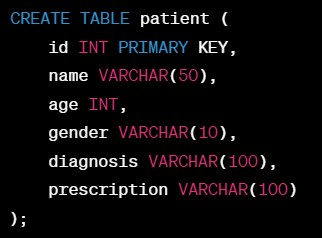 CREATE TABLE patient (
id INT PRIMARY KEY,
name VARCHAR(50),
age INT,
gender VARCHAR(10),
diagnosis VARCHAR(100),
prescription VARCHAR(100)
);